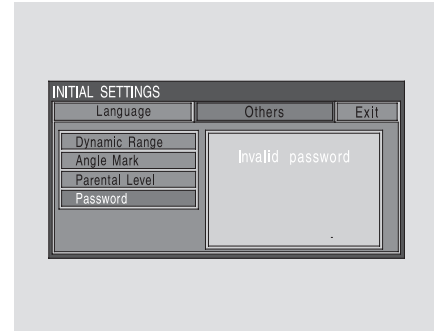 INITIAL SETTINGS
Language Others Exit
Dynamic Range
Angle Mark
Parental Level
Password
Invalid password